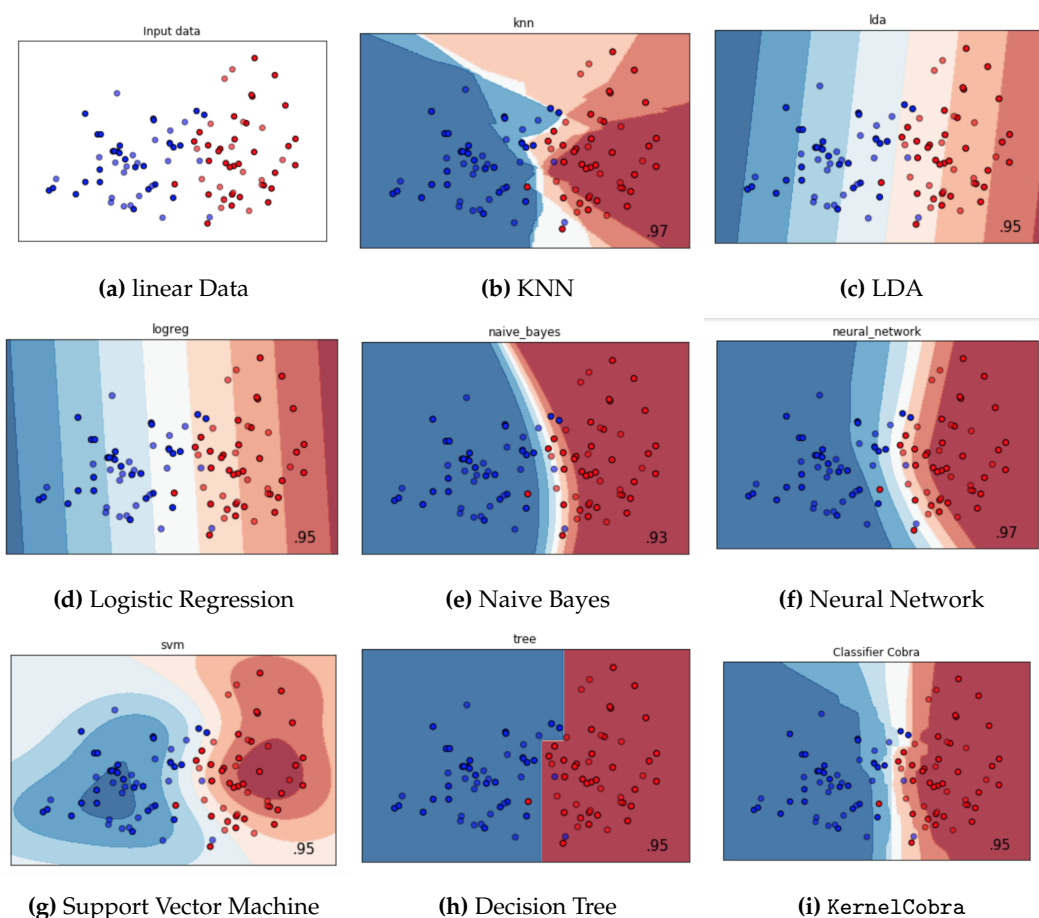 Input data
knn
lda
.97
.95
(a) linear Data
(b) KNN
(c) LDA
logreg
naive_bayes
neural_network
.95
.93
.97
(d) Logistic Regression
(e) Naive Bayes
(f) Neural Network
svm
tree
Classifier Cobra
.95
.95
.95
(g) Support Vector Machine
(h) Decision Tree
(i) KernelCobra